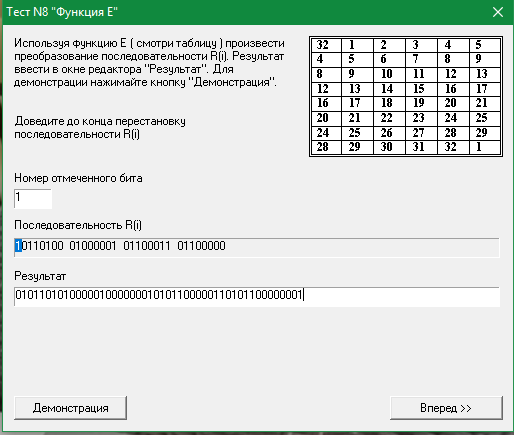 Тест N8 "Функция E"
Используя функцию E ( смотри таблицу ) произвести
преобразование последовательности R(i). Результат
ввести в окне редактора "Результат". Для
демонстрации нажимайте кнопку "Демонстрация".
Доведите до конца перестановку
последовательности R(i)
32 1 2 3 4 5
4 5 6 7 8 9
8 9 10 11 12 13
12 13 14 15 16 17
16 17 18 19 20 21
20 21 22 23 24 25
24 25 26 27 28 29
28 29 30 31 32 1
Номер отмеченного бита
1
Последовательность R(i)
10110100 01000001 01100011 01100000
Результат
010110101000001000000010101100000110101100000001
Демонстрация
Вперед >>